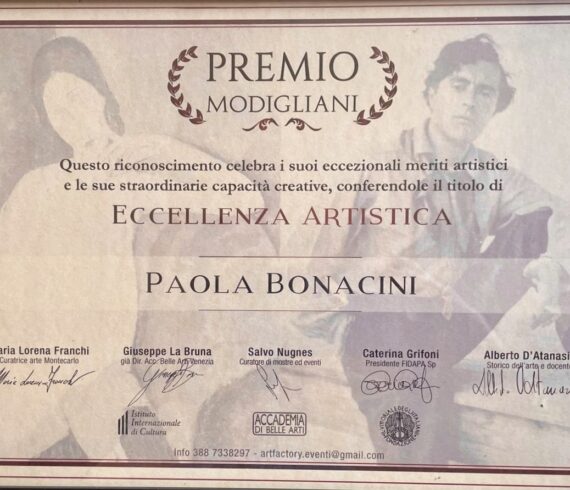 PREMIO
MODIGLIANI
Questo riconoscimento celebra i suoi eccezionali meriti artistici
e le sue straordinarie capacità creative, conferendole il titolo di
ECCELLENZA ARTISTICA
PAOLA BONACINI
aria Lorena Franchi
Curatrice arte Montecarlo
Giuseppe La Bruna
già Dir. Acc. Belle Arti Venezia
Salvo Nugnes
Curatore di mostre ed eventi
Caterina Grifoni
Presidente FIDAPA Sp
Alberto D'Atanasi
Storico dell'arte e docente
Istituto
Internazionale
di Cultura
ACCADEMIA
DI BELLE ARTI
Info 388 7338297 - artfactory.eventi@gmail.com